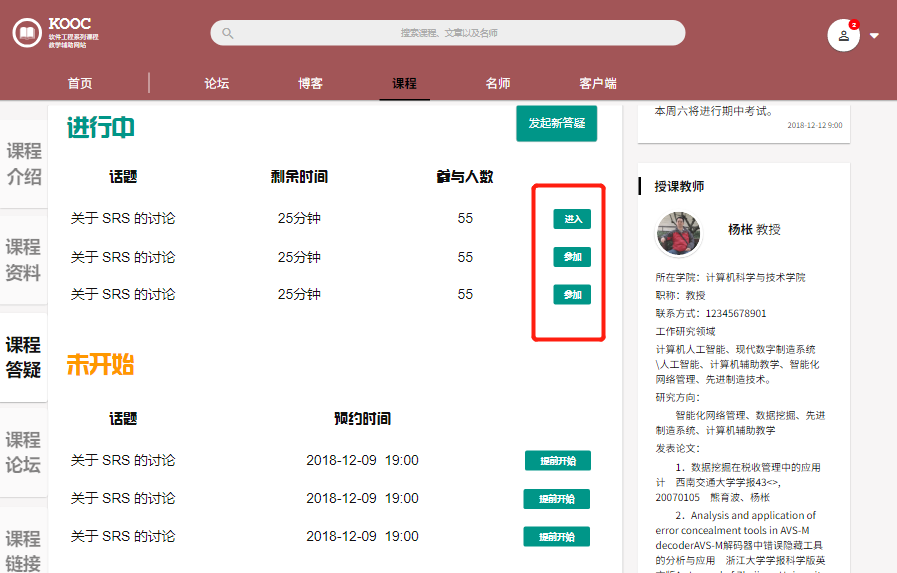 KOOC
软件工程系列课程
教学辅助网站
搜索课程、文章以及名师
2
首页
论坛
博客
课程
名师
客户端
课程
介绍
课程
资料
课程
答疑
课程
论坛
课程
链接
进行中
发起新答疑
话题 剩余时间 参与人数
关于 SRS 的讨论 25分钟 55 进入
关于 SRS 的讨论 25分钟 55 参加
关于 SRS 的讨论 25分钟 55 参加
未开始
话题 预约时间
关于 SRS 的讨论 2018-12-09 19:00 提前开始
关于 SRS 的讨论 2018-12-09 19:00 提前开始
关于 SRS 的讨论 2018-12-09 19:00 提前开始
本周六将进行期中考试。
2018-12-12 9:00
授课教师
杨枨 教授
所在学院：计算机科学与技术学院
职称：教授
联系方式：12345678901
工作研究领域
计算机人工智能、现代数字制造系统
\人工智能、计算机辅助教学、智能化
网络管理、先进制造技术。
研究方向：
智能化网络管理、数据挖掘、先进
制造系统、计算机辅助教学
发表论文：
1．数据挖掘在税收管理中的应用
计 西南交通大学学报43<>,
20070105 熊育波、杨枨
2．Analysis and application of
error concealment tools in AVS-M
decoderAVS-M解码器中错误隐藏工具
的分析与应用 浙江大学学报科学版英